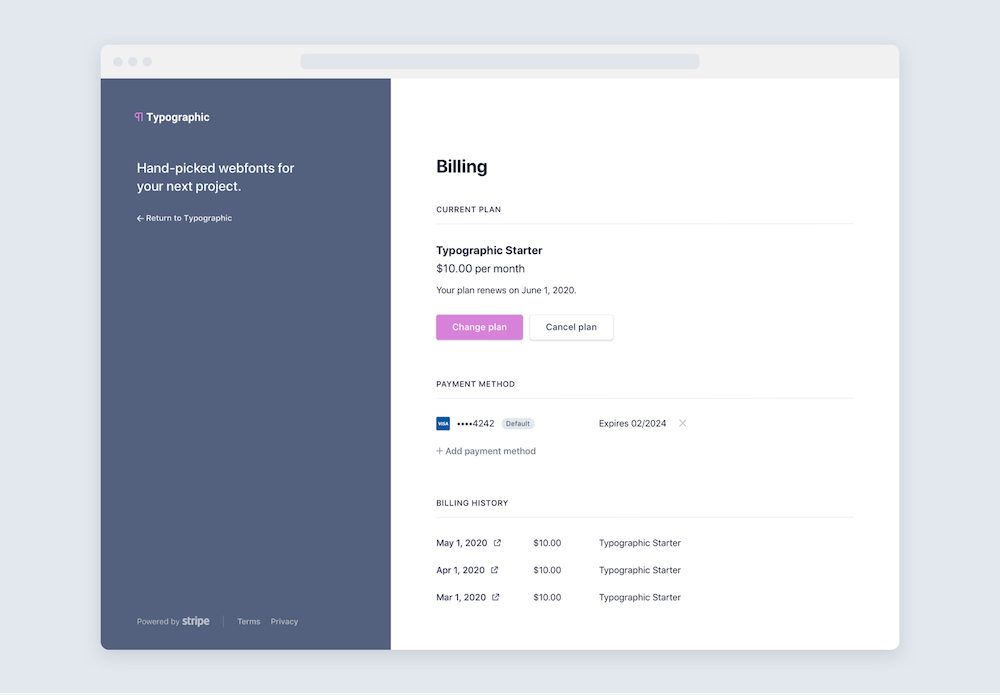 Typographic
Hand-picked webfonts for
your next project.
← Return to Typographic
Powered by stripe
Terms
Privacy
Billing
CURRENT PLAN
Typographic Starter
$10.00 per month
Your plan renews on June 1, 2020.
Change plan
Cancel plan
PAYMENT METHOD
VISA ••••4242 Default Expires 02/2024
+ Add payment method
BILLING HISTORY
May 1, 2020 $10.00 Typographic Starter
Apr 1, 2020 $10.00 Typographic Starter
Mar 1, 2020 $10.00 Typographic Starter